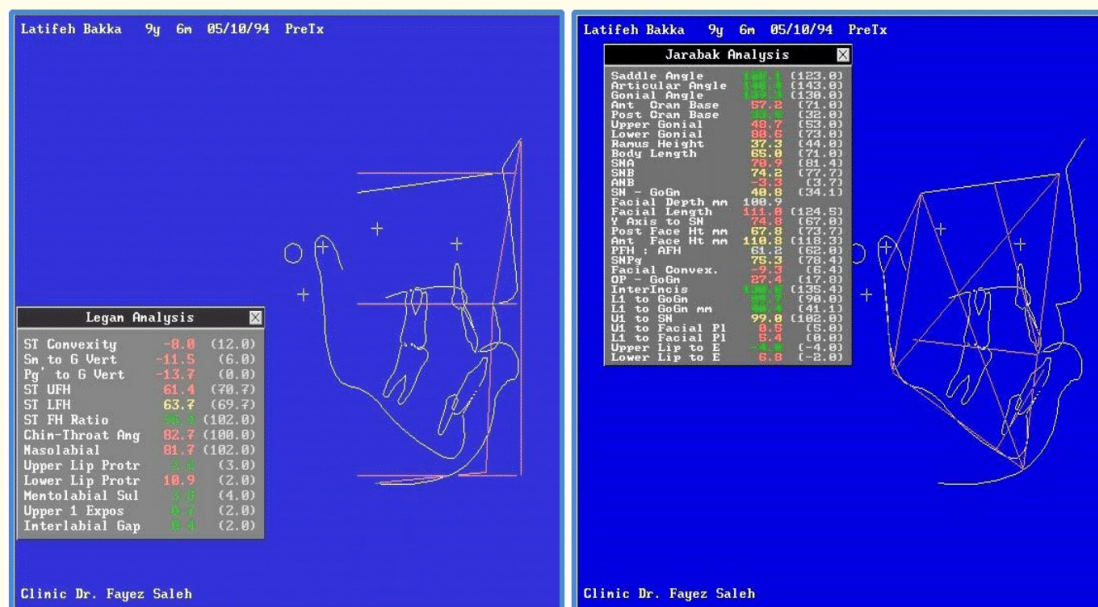 Latifeh Bakka 9y 6m 05/10/94 PreTx
Legan Analysis
ST Convexity -8.0 (12.0)
Sm to G Vert -11.5 (6.0)
Pg' to G Vert -13.7 (0.0)
ST UFH 61.4 (70.7)
ST LFH 63.7 (69.7)
ST FH Ratio (102.0)
Chin-Throat Ang 82.7 (100.0)
Nasolabial 81.7 (102.0)
Upper Lip Protr (3.0)
Lower Lip Protr 10.9 (2.0)
Mentolabial Sul (4.0)
Upper 1 Expos (2.0)
Interlabial Gap (2.0)
Clinic Dr. Fayez Saleh
Latifeh Bakka 9y 6m 05/10/94 PreTx
Jarabak Analysis
Saddle Angle (123.0)
Articular Angle (143.0)
Gonial Angle (130.0)
Ant Cran Base 57.2 (71.0)
Post Cran Base (32.0)
Upper Gonial 48.7 (53.0)
Lower Gonial 80.6 (73.0)
Ramus Height 37.3 (44.0)
Body Length 65.0 (71.0)
SNA 70.9 (81.4)
SNB 74.2 (77.7)
ANB -3.3 (3.7)
SN - GoGn 40.8 (34.1)
Facial Depth mm 100.9
Facial Length 111.0 (124.5)
Y Axis to SN 74.8 (67.0)
Post Face Ht mm 67.8 (73.7)
Ant Face Ht mm 110.8 (118.3)
PFH : AFH 61.2 (62.0)
SNPg 75.3 (78.4)
Facial Convex. -9.3 (6.4)
OP - GoGn 27.4 (17.8)
InterIncis (135.4)
L1 to GoGn (90.0)
L1 to GoGn mm (41.1)
U1 to SN 99.0 (102.0)
U1 to Facial Pl 0.5 (5.0)
L1 to Facial Pl 5.4 (0.0)
Upper Lip to E (-4.0)
Lower Lip to E 6.8 (-2.0)
Clinic Dr. Fayez Saleh